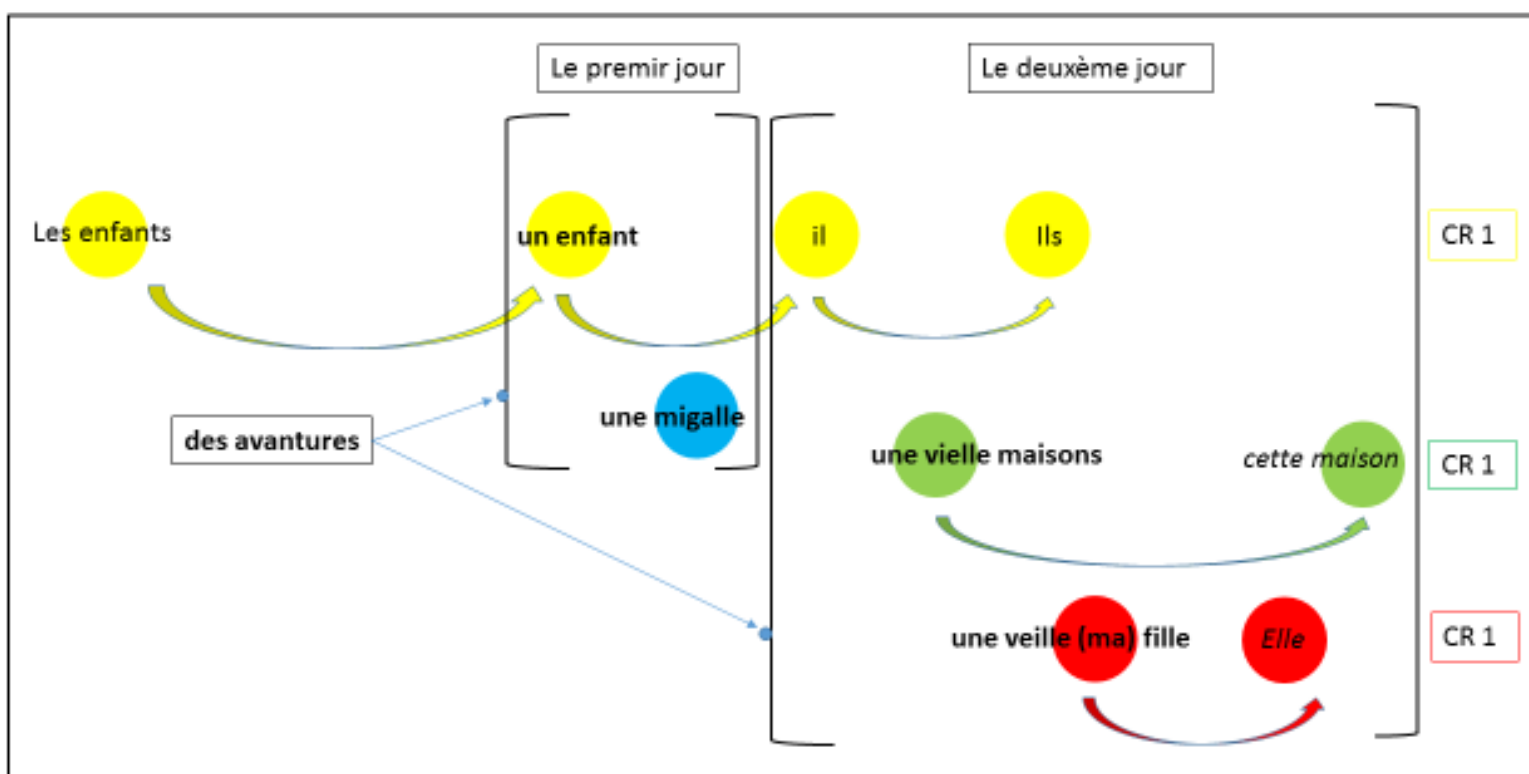 Le premir jour
Le deuxème jour
Les enfants
un enfant
il
Ils
CR 1
une migalle
des avantures
une vielle maisons
cette maison
CR 1
une veille (ma) fille
Elle
CR 1